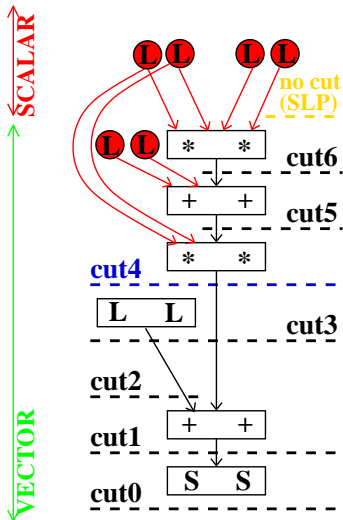 SCALAR
L L L L
no cut
(SLP)
L L
* *
cut6
+ +
cut5
* *
cut4
L L
cut3
cut2
+ +
cut1
S S
cut0
VECTOR